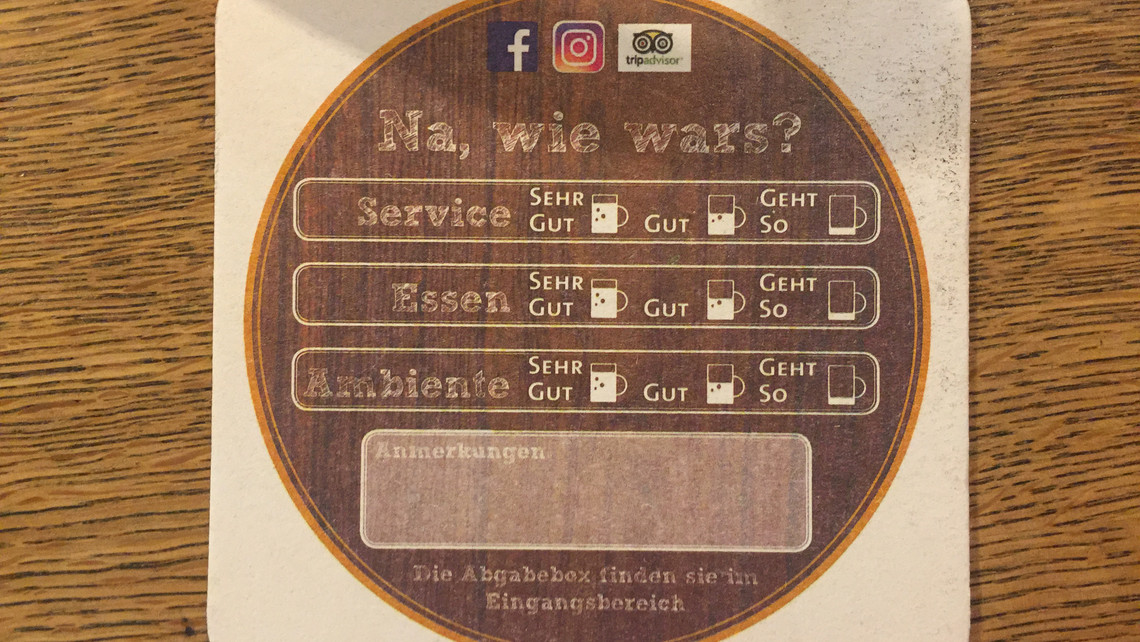 f
tripadvisor
Na, wie wars?
Service Sehr Gut Gut Geht So
Essen Sehr Gut Gut Geht So
Ambiente Sehr Gut Gut Geht So
Anmerkungen
Die Abgabebox finden sie im
Eingangsbereich